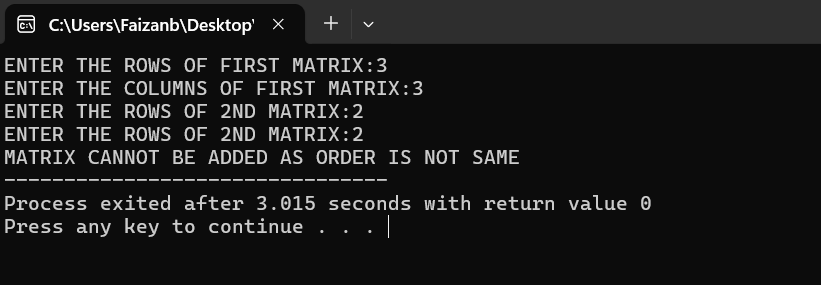 C:\Users\Faizanb\Desktop\
ENTER THE ROWS OF FIRST MATRIX:3
ENTER THE COLUMNS OF FIRST MATRIX:3
ENTER THE ROWS OF 2ND MATRIX:2
ENTER THE ROWS OF 2ND MATRIX:2
MATRIX CANNOT BE ADDED AS ORDER IS NOT SAME
--------------------------------
Process exited after 3.015 seconds with return value 0
Press any key to continue . . .